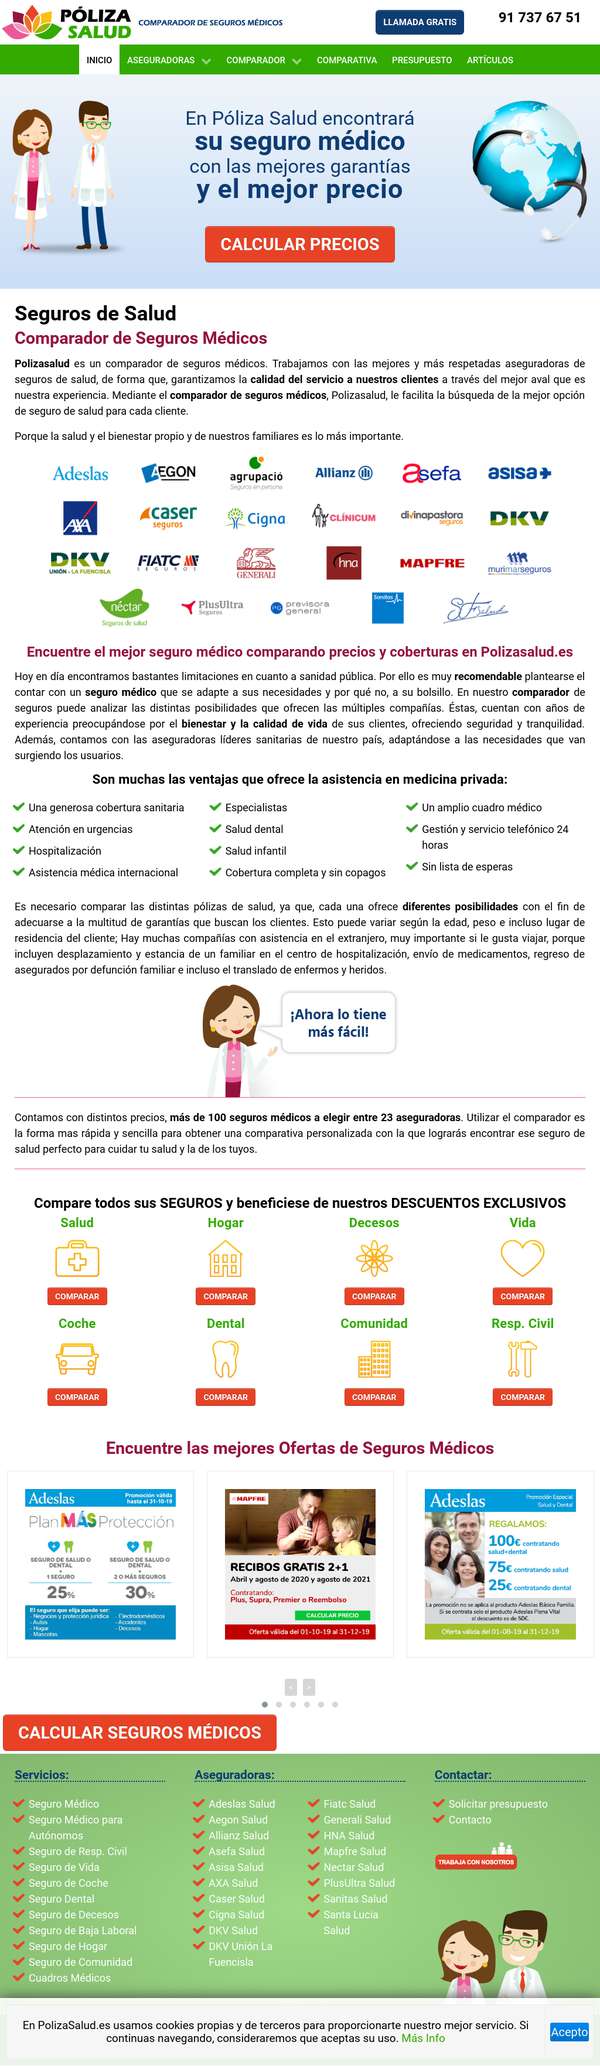 PÓLIZA
SALUD
COMPARADOR DE SEGUROS MÉDICOS
LLAMADA GRATIS
91 737 67 51
INICIO ASEGURADORAS COMPARADOR COMPARATIVA PRESUPUESTO ARTÍCULOS
En Póliza Salud encontrará
su seguro médico
con las mejores garantías
y el mejor precio
CALCULAR PRECIOS
Seguros de Salud
Comparador de Seguros Médicos
Polizasalud es un comparador de seguros médicos. Trabajamos con las mejores y más respetadas aseguradoras de
seguros de salud, de forma que, garantizamos la calidad del servicio a nuestros clientes a través del mejor aval que es
nuestra experiencia. Mediante el comparador de seguros médicos, Polizasalud, le facilita la búsqueda de la mejor opción
de seguro de salud para cada cliente.
Porque la salud y el bienestar propio y de nuestros familiares es lo más importante.
Adeslas AEGON agrupació Allianz asefa asisa+
Seguros en persona
AXA caser seguros Cigna CLÍNICUM divinapastora seguros DKV
DKV FIATC GENERALI hna MAPFRE murimarseguros
UNIÓN - LA FUENCISLA SEGUROS
néctar PlusUltra previsora general Sanitas
Seguros de salud Seguros
Encuentre el mejor seguro médico comparando precios y coberturas en Polizasalud.es
Hoy en día encontramos bastantes limitaciones en cuanto a sanidad pública. Por ello es muy recomendable plantearse el
contar con un seguro médico que se adapte a sus necesidades y por qué no, a su bolsillo. En nuestro comparador de
seguros puede analizar las distintas posibilidades que ofrecen las múltiples compañías. Éstas, cuentan con años de
experiencia preocupándose por el bienestar y la calidad de vida de sus clientes, ofreciendo seguridad y tranquilidad.
Además, contamos con las aseguradoras líderes sanitarias de nuestro país, adaptándose a las necesidades que van
surgiendo los usuarios.
Son muchas las ventajas que ofrece la asistencia en medicina privada:
Una generosa cobertura sanitaria
Atención en urgencias
Hospitalización
Asistencia médica internacional
Especialistas
Salud dental
Salud infantil
Cobertura completa y sin copagos
Un amplio cuadro médico
Gestión y servicio telefónico 24
horas
Sin lista de esperas
Es necesario comparar las distintas pólizas de salud, ya que, cada una ofrece diferentes posibilidades con el fin de
adecuarse a la multitud de garantías que buscan los clientes. Esto puede variar según la edad, peso e incluso lugar de
residencia del cliente; Hay muchas compañías con asistencia en el extranjero, muy importante si le gusta viajar, porque
incluyen desplazamiento y estancia de un familiar en el centro de hospitalización, envío de medicamentos, regreso de
asegurados por defunción familiar e incluso el translado de enfermos y heridos.
¡Ahora lo tiene
más fácil!
Contamos con distintos precios, más de 100 seguros médicos a elegir entre 23 aseguradoras. Utilizar el comparador es
la forma mas rápida y sencilla para obtener una comparativa personalizada con la que lograrás encontrar ese seguro de
salud perfecto para cuidar tu salud y la de los tuyos.
Compare todos sus SEGUROS y beneficiese de nuestros DESCUENTOS EXCLUSIVOS
Salud Hogar Decesos Vida
COMPARAR COMPARAR COMPARAR COMPARAR
Coche Dental Comunidad Resp. Civil
COMPARAR COMPARAR COMPARAR COMPARAR
Encuentre las mejores Ofertas de Seguros Médicos
Adeslas
Promoción válida
hasta el 31-10-19
Plan MÁS Protección
SEGURO DE SALUD O
DENTAL
+
1 SEGURO
25%
SEGURO DE SALUD O
DENTAL
+
2 O MÁS SEGUROS
30%
El seguro que elija puede ser:
- Negocios y protección jurídica
- Autos
- Hogar
- Mascotas
- Electrodomésticos
- Accidentes
- Decesos
MAPFRE
RECIBOS GRATIS 2+1
Abril y agosto de 2020 y agosto de 2021
Contratando:
Plus, Supra, Premier o Reembolso
CALCULAR PRECIO
Oferta válida del 01-10-19 al 31-12-19
Adeslas
Promoción Especial
Salud y Dental
REGALAMOS:
100€ contratando
salud+dental
75€ contratando salud
25€ contratando dental
La promoción no se aplica al producto Adeslas Básico Familia.
Si se contrata solo el producto Adeslas Plena Vital
el descuento es de 50€.
Oferta válida del 01-08-19 al 31-12-19
< >
CALCULAR SEGUROS MÉDICOS
Servicios:
Seguro Médico
Seguro Médico para
Autónomos
Seguro de Resp. Civil
Seguro de Vida
Seguro de Coche
Seguro Dental
Seguro de Decesos
Seguro de Baja Laboral
Seguro de Hogar
Seguro de Comunidad
Cuadros Médicos
Aseguradoras:
Adeslas Salud
Aegon Salud
Allianz Salud
Asefa Salud
Asisa Salud
AXA Salud
Caser Salud
Cigna Salud
DKV Salud
DKV Unión La
Fuencisla
Fiatc Salud
Generali Salud
HNA Salud
Mapfre Salud
Nectar Salud
PlusUltra Salud
Sanitas Salud
Santa Lucia
Salud
Contactar:
Solicitar presupuesto
Contacto
TRABAJA CON NOSOTROS
En PolizaSalud.es usamos cookies propias y de terceros para proporcionarte nuestro mejor servicio. Si
continuas navegando, consideraremos que aceptas su uso. Más Info
Acepto